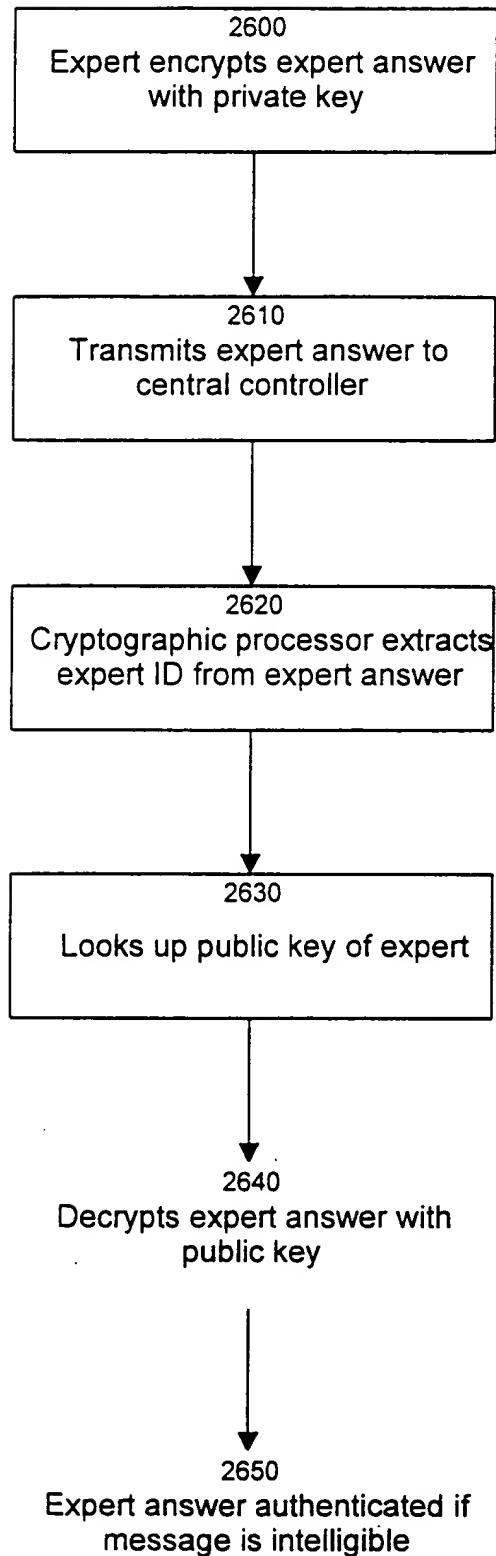 2600
Expert encrypts expert answer
with private key
2610
Transmits expert answer to
central controller
2620
Cryptographic processor extracts
expert ID from expert answer
2630
Looks up public key of expert
2640
Decrypts expert answer with
public key
2650
Expert answer authenticated if
message is intelligible